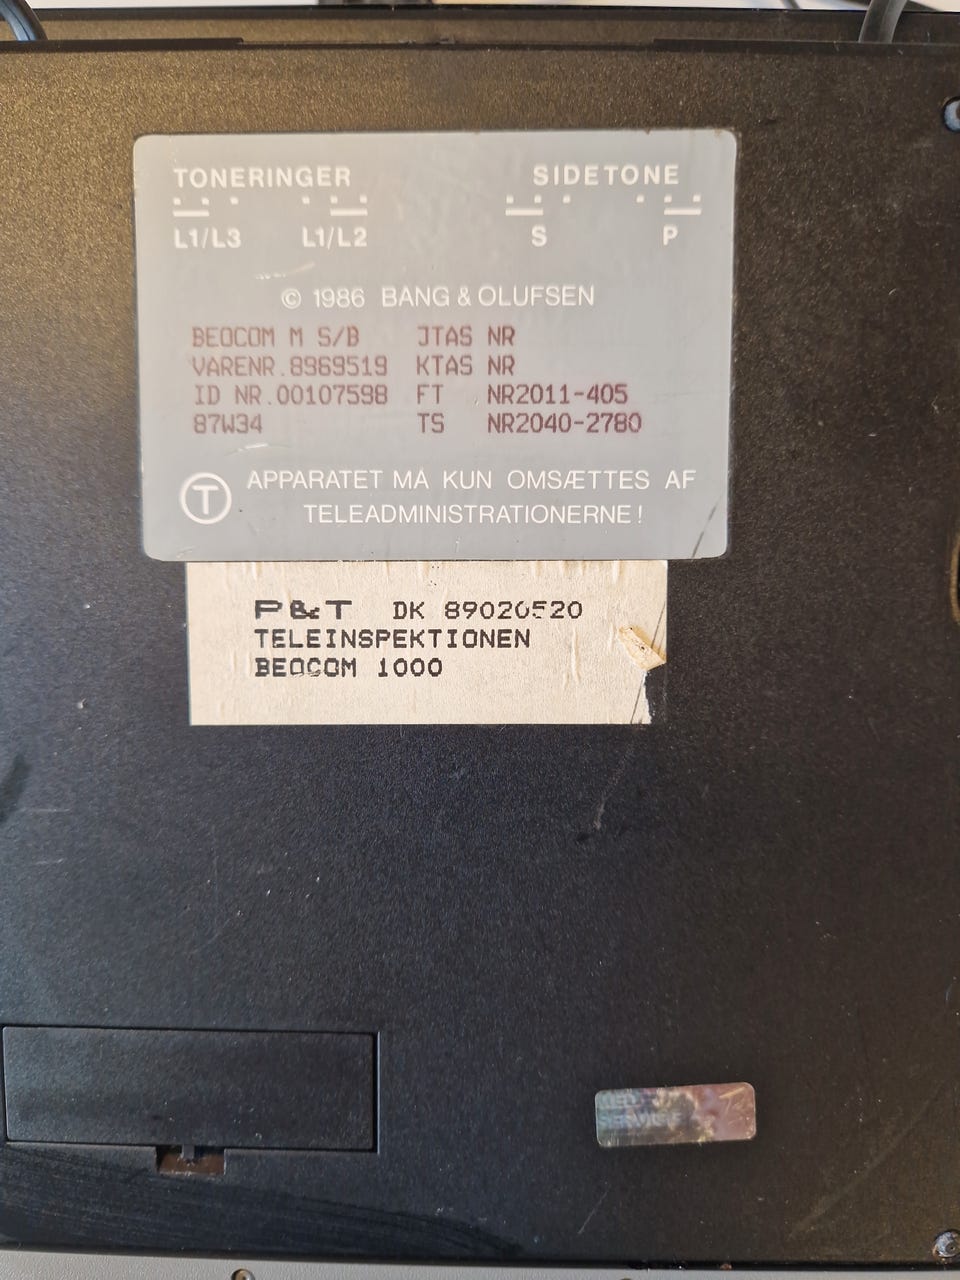 TONERINGER SIDETONE
L1/L3 L1/L2 S P
© 1986 BANG & OLUFSEN
BEOCOM M S/B JTAS NR
VARENR.8969519 KTAS NR
ID NR.00107598 FT NR2011-405
87W34 TS NR2040-2780
T APPARATET MÅ KUN OMSÆTTES AF
TELEADMINISTRATIONERNE!
P&T DK 89020520
TELEINSPEKTIONEN
BEOCOM 1000